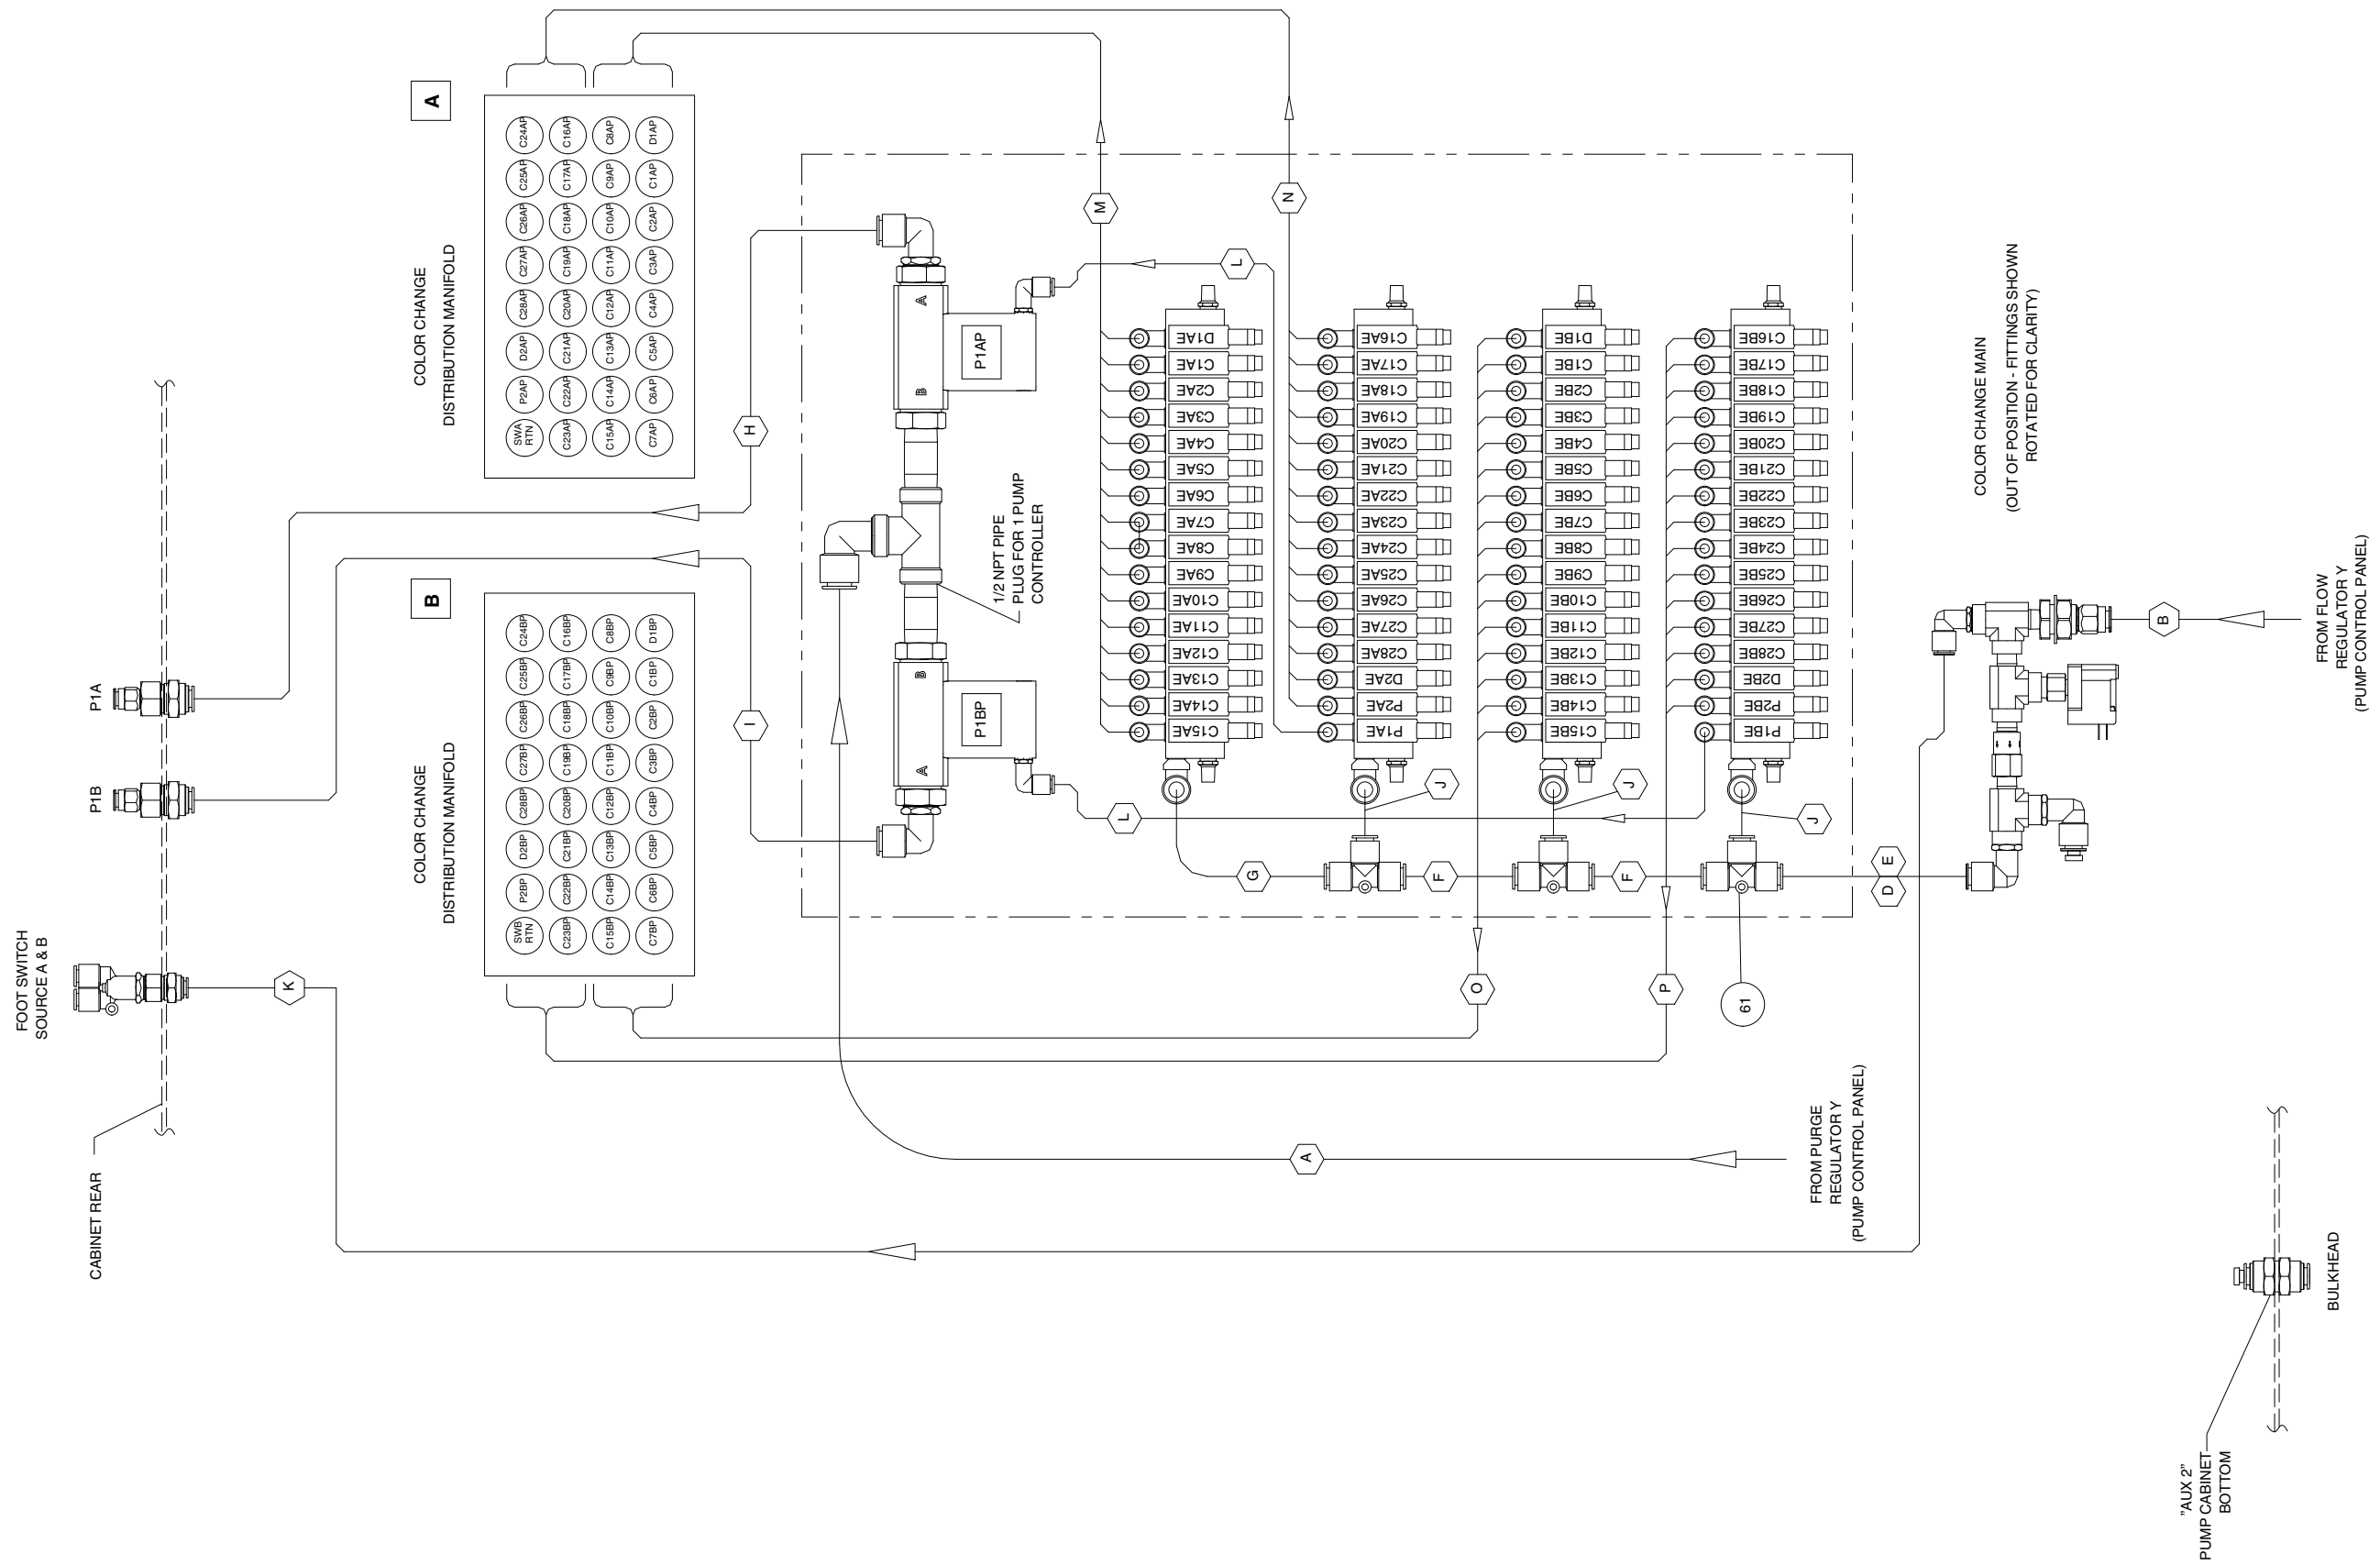 FOOT SWITCH
SOURCE A & B
P1B
P1A
CABINET REAR
K
COLOR CHANGE
DISTRIBUTION MANIFOLD
B
SWB
RTN
P2BP
D2BP
C28BP
C27BP
C26BP
C25BP
C24BP
C23BP
C22BP
C21BP
C20BP
C19BP
C18BP
C17BP
C16BP
C15BP
C14BP
C13BP
C12BP
C11BP
C10BP
C9BP
C8BP
C7BP
C6BP
C5BP
C4BP
C3BP
C2BP
C1BP
D1BP
COLOR CHANGE
DISTRIBUTION MANIFOLD
A
SWA
RTN
P2AP
D2AP
C28AP
C27AP
C26AP
C25AP
C24AP
C23AP
C22AP
C21AP
C20AP
C19AP
C18AP
C17AP
C16AP
C15AP
C14AP
C13AP
C12AP
C11AP
C10AP
C9AP
C8AP
C7AP
C6AP
C5AP
C4AP
C3AP
C2AP
C1AP
D1AP
I
H
A
B
B
A
P1BP
P1AP
1/2 NPT PIPE
PLUG FOR 1 PUMP
CONTROLLER
M
L
L
N
C15AE
C14AE
C13AE
C12AE
C11AE
C10AE
C9AE
C8AE
C7AE
C6AE
C5AE
C4AE
C3AE
C2AE
C1AE
D1AE
G
A
P1AE
P2AE
D2AE
C28AE
C27AE
C26AE
C25AE
C24AE
C23AE
C22AE
C21AE
C20AE
C19AE
C18AE
C17AE
C16AE
F
J
O
C15BE
C14BE
C13BE
C12BE
C11BE
C10BE
C9BE
C8BE
C7BE
C6BE
C5BE
C4BE
C3BE
C2BE
C1BE
D1BE
F
J
P
P1BE
P2BE
D2BE
C28BE
C27BE
C26BE
C25BE
C24BE
C23BE
C22BE
C21BE
C20BE
C19BE
C18BE
C17BE
C16BE
61
J
D
E
FROM PURGE
REGULATORY Y
(PUMP CONTROL PANEL)
COLOR CHANGE MAIN
(OUT OF POSITION - FITTINGS SHOWN
ROTATED FOR CLARITY)
B
"AUX 2"
PUMP CABINET
BOTTOM
BULKHEAD
FROM FLOW
REGULATORY Y
(PUMP CONTROL PANEL)